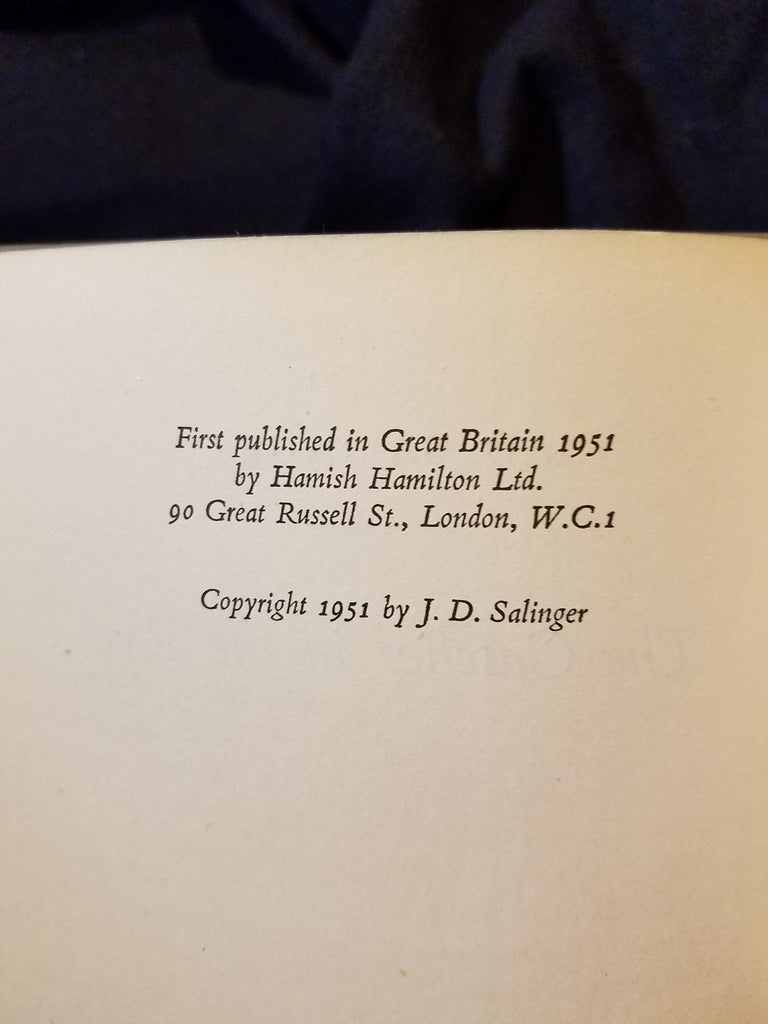 First published in Great Britain 1951
by Hamish Hamilton Ltd.
90 Great Russell St., London, W.C.1
Copyright 1951 by J. D. Salinger